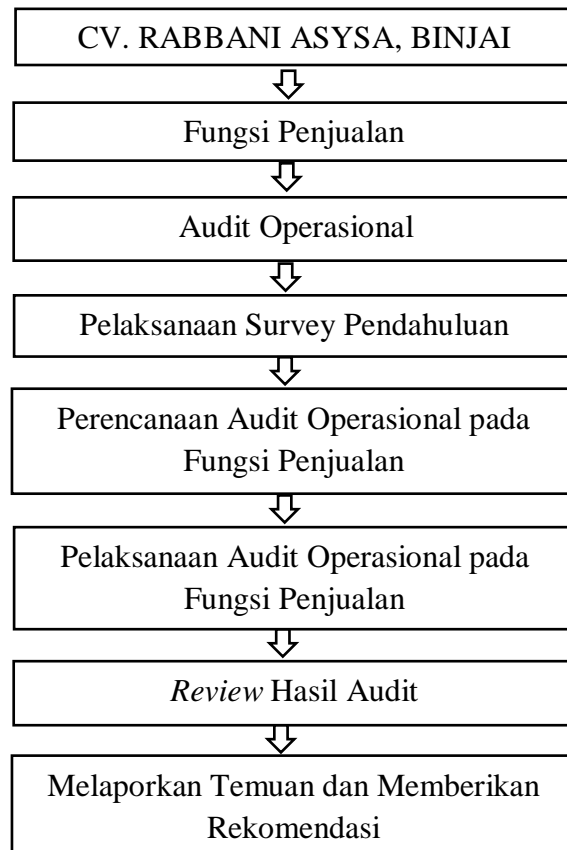 CV. RABBANI ASYSA, BINJAI
Fungsi Penjualan
Audit Operasional
Pelaksanaan Survey Pendahuluan
Perencanaan Audit Operasional pada
Fungsi Penjualan
Pelaksanaan Audit Operasional pada
Fungsi Penjualan
Review Hasil Audit
Melaporkan Temuan dan Memberikan
Rekomendasi